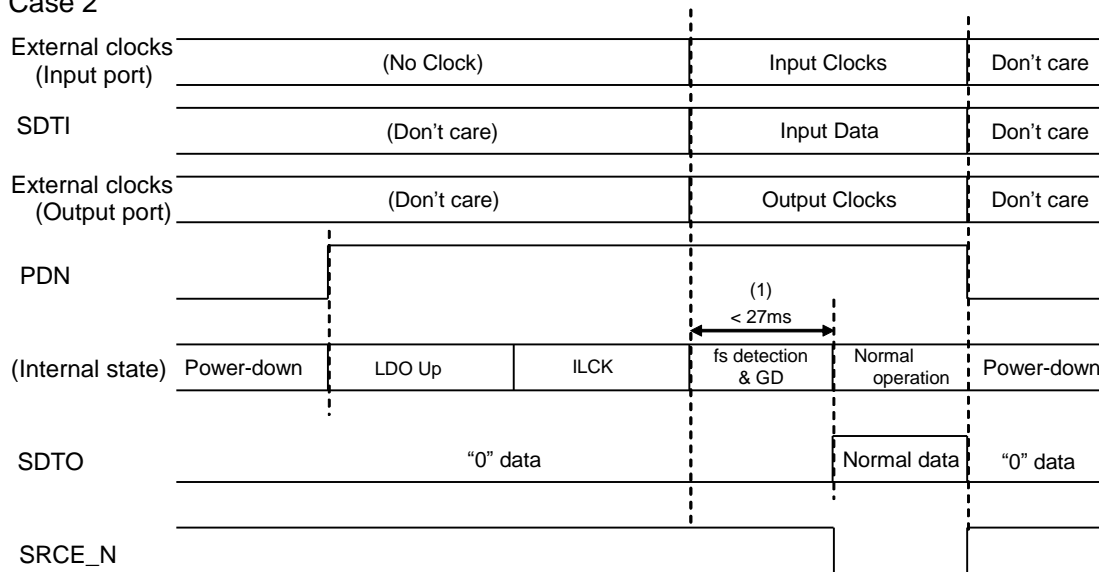 Case 2
External clocks
(Input port)
(No Clock)
Input Clocks
Don't care
SDTI
(Don't care)
Input Data
Don't care
External clocks
(Output port)
(Don't care)
Output Clocks
Don't care
PDN
(1)
< 27ms
(Internal state)
Power-down
LDO Up
ILCK
fs detection
& GD
Normal
operation
Power-down
SDTO
“0” data
Normal data
“0” data
SRCE_N